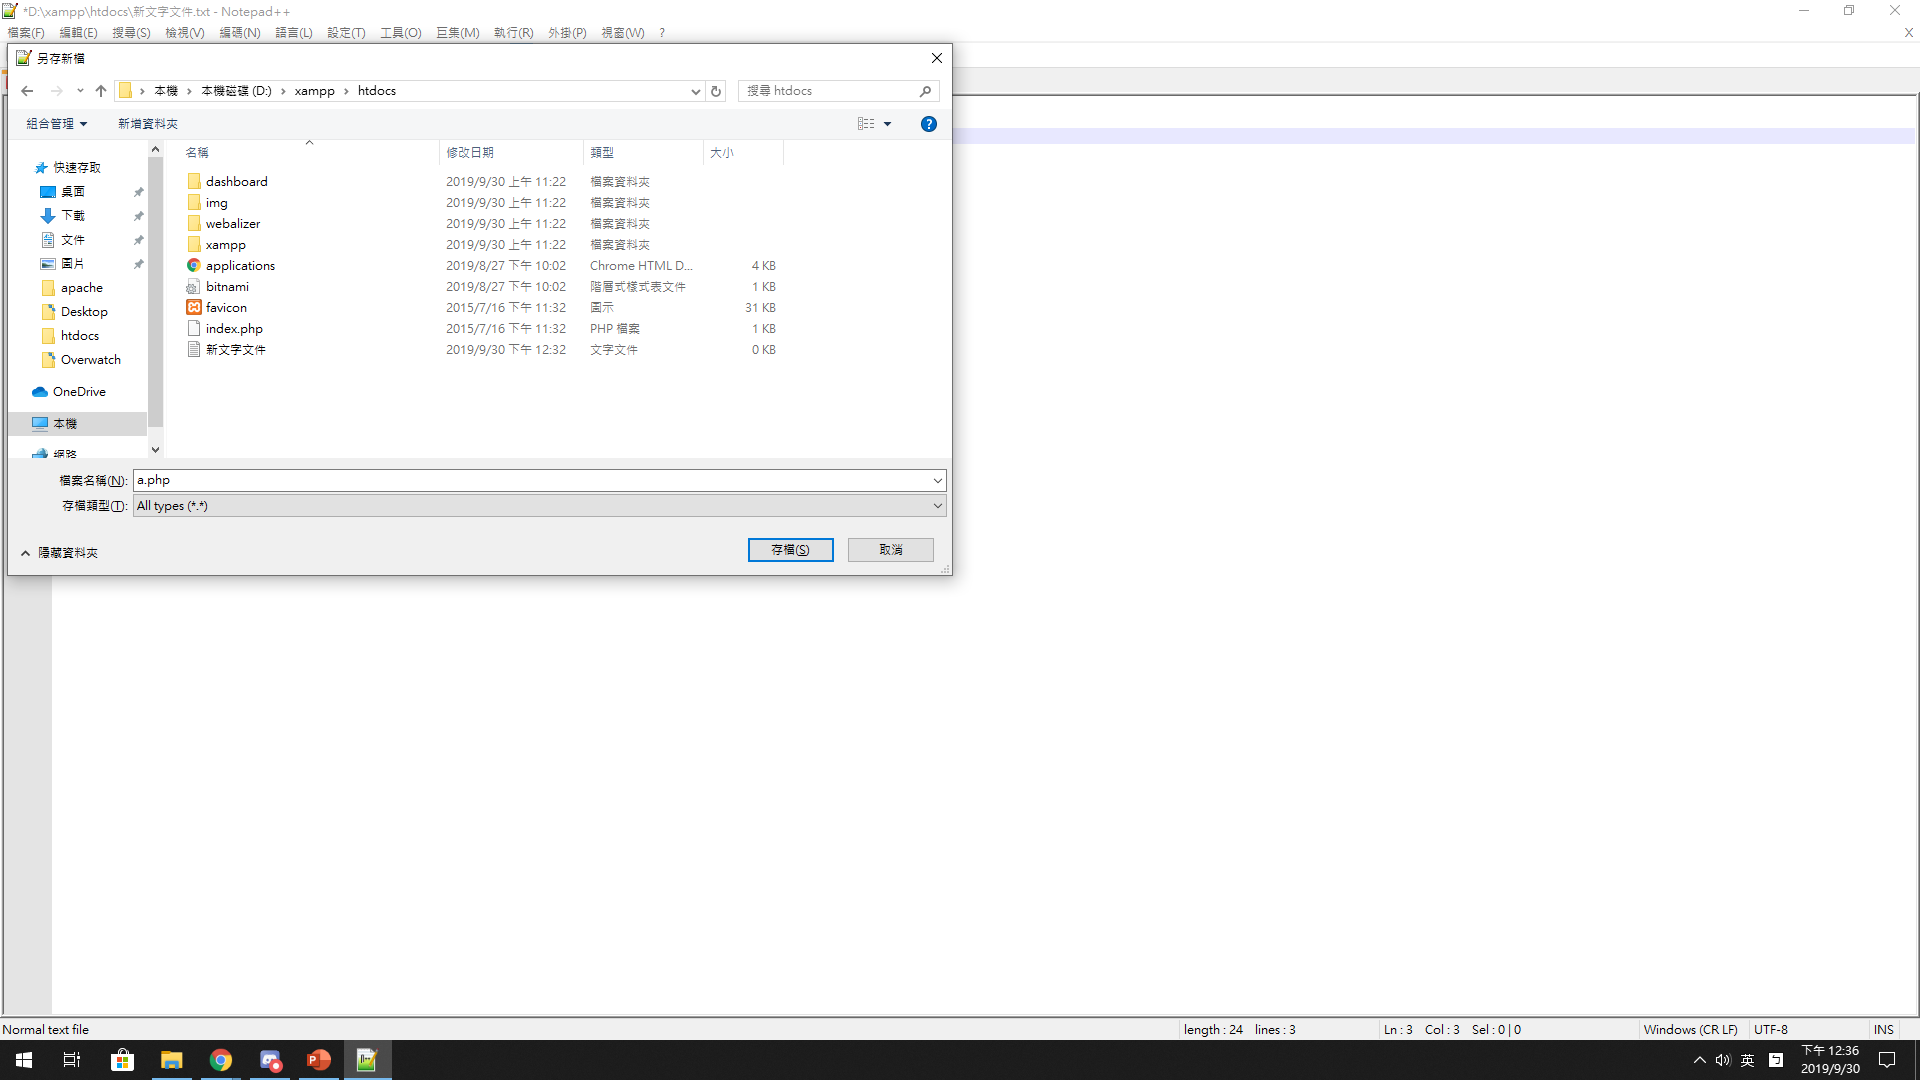 *D:\xampp\htdocs\新文字文件.txt - Notepad++
檔案(F) 編輯(E) 搜尋(S) 檢視(V) 編碼(N) 語言(L) 設定(T) 工具(O) 巨集(M) 執行(R) 外掛(P) 視窗(W) ? X
另存新檔
本機 › 本機磁碟 (D:) › xampp › htdocs
搜尋 htdocs
組合管理 新增資料夾
快速存取
桌面
下載
文件
圖片
apache
Desktop
htdocs
Overwatch
OneDrive
本機
網路
名稱 修改日期 類型 大小
dashboard 2019/9/30 上午 11:22 檔案資料夾
img 2019/9/30 上午 11:22 檔案資料夾
webalizer 2019/9/30 上午 11:22 檔案資料夾
xampp 2019/9/30 上午 11:22 檔案資料夾
applications 2019/8/27 下午 10:02 Chrome HTML D... 4 KB
bitnami 2019/8/27 下午 10:02 階層式樣式表文件 1 KB
favicon 2015/7/16 下午 11:32 圖示 31 KB
index.php 2015/7/16 下午 11:32 PHP 檔案 1 KB
新文字文件 2019/9/30 下午 12:32 文字文件 0 KB
檔案名稱(N): a.php
存檔類型(T): All types (*.*)
隱藏資料夾 存檔(S) 取消
Normal text file length : 24 lines : 3 Ln : 3 Col : 3 Sel : 0 | 0 Windows (CR LF) UTF-8 INS
英 下午 12:36
2019/9/30